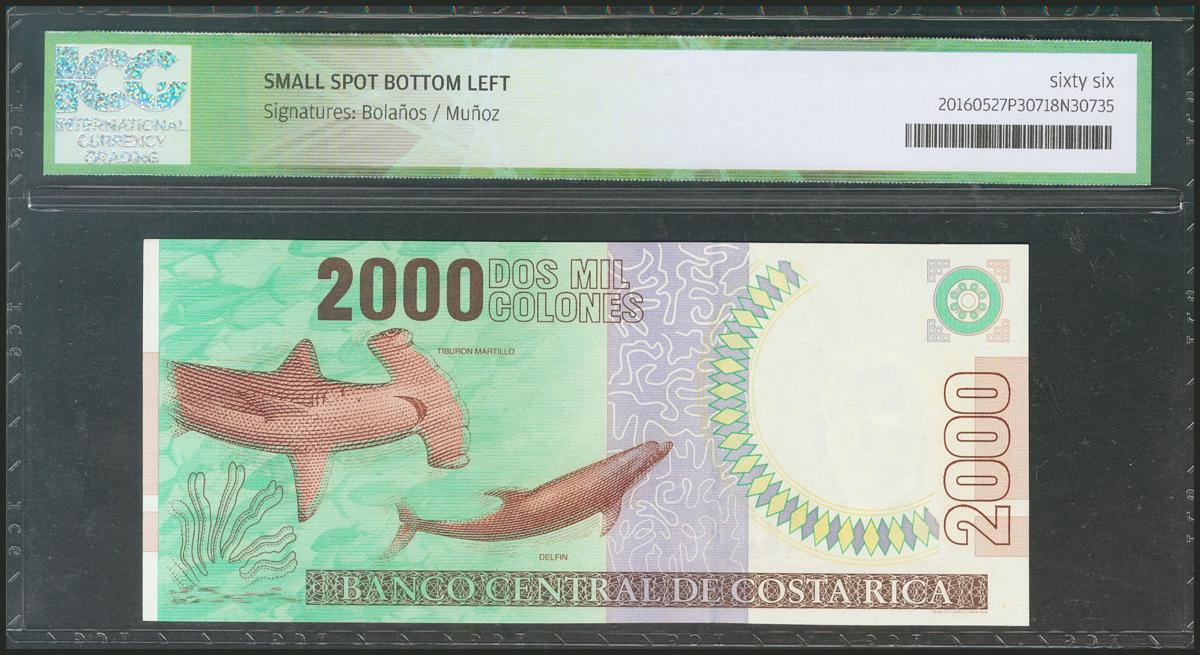 ICG
INTERNATIONAL
CURRENCY
GRADING
SMALL SPOT BOTTOM LEFT
Signatures: Bolaños / Muñoz
sixty six
20160527P30718N30735
2000 DOS MIL
COLONES
TIBURON MARTILLO
DELFIN
2000
BANCO CENTRAL DE COSTA RICA